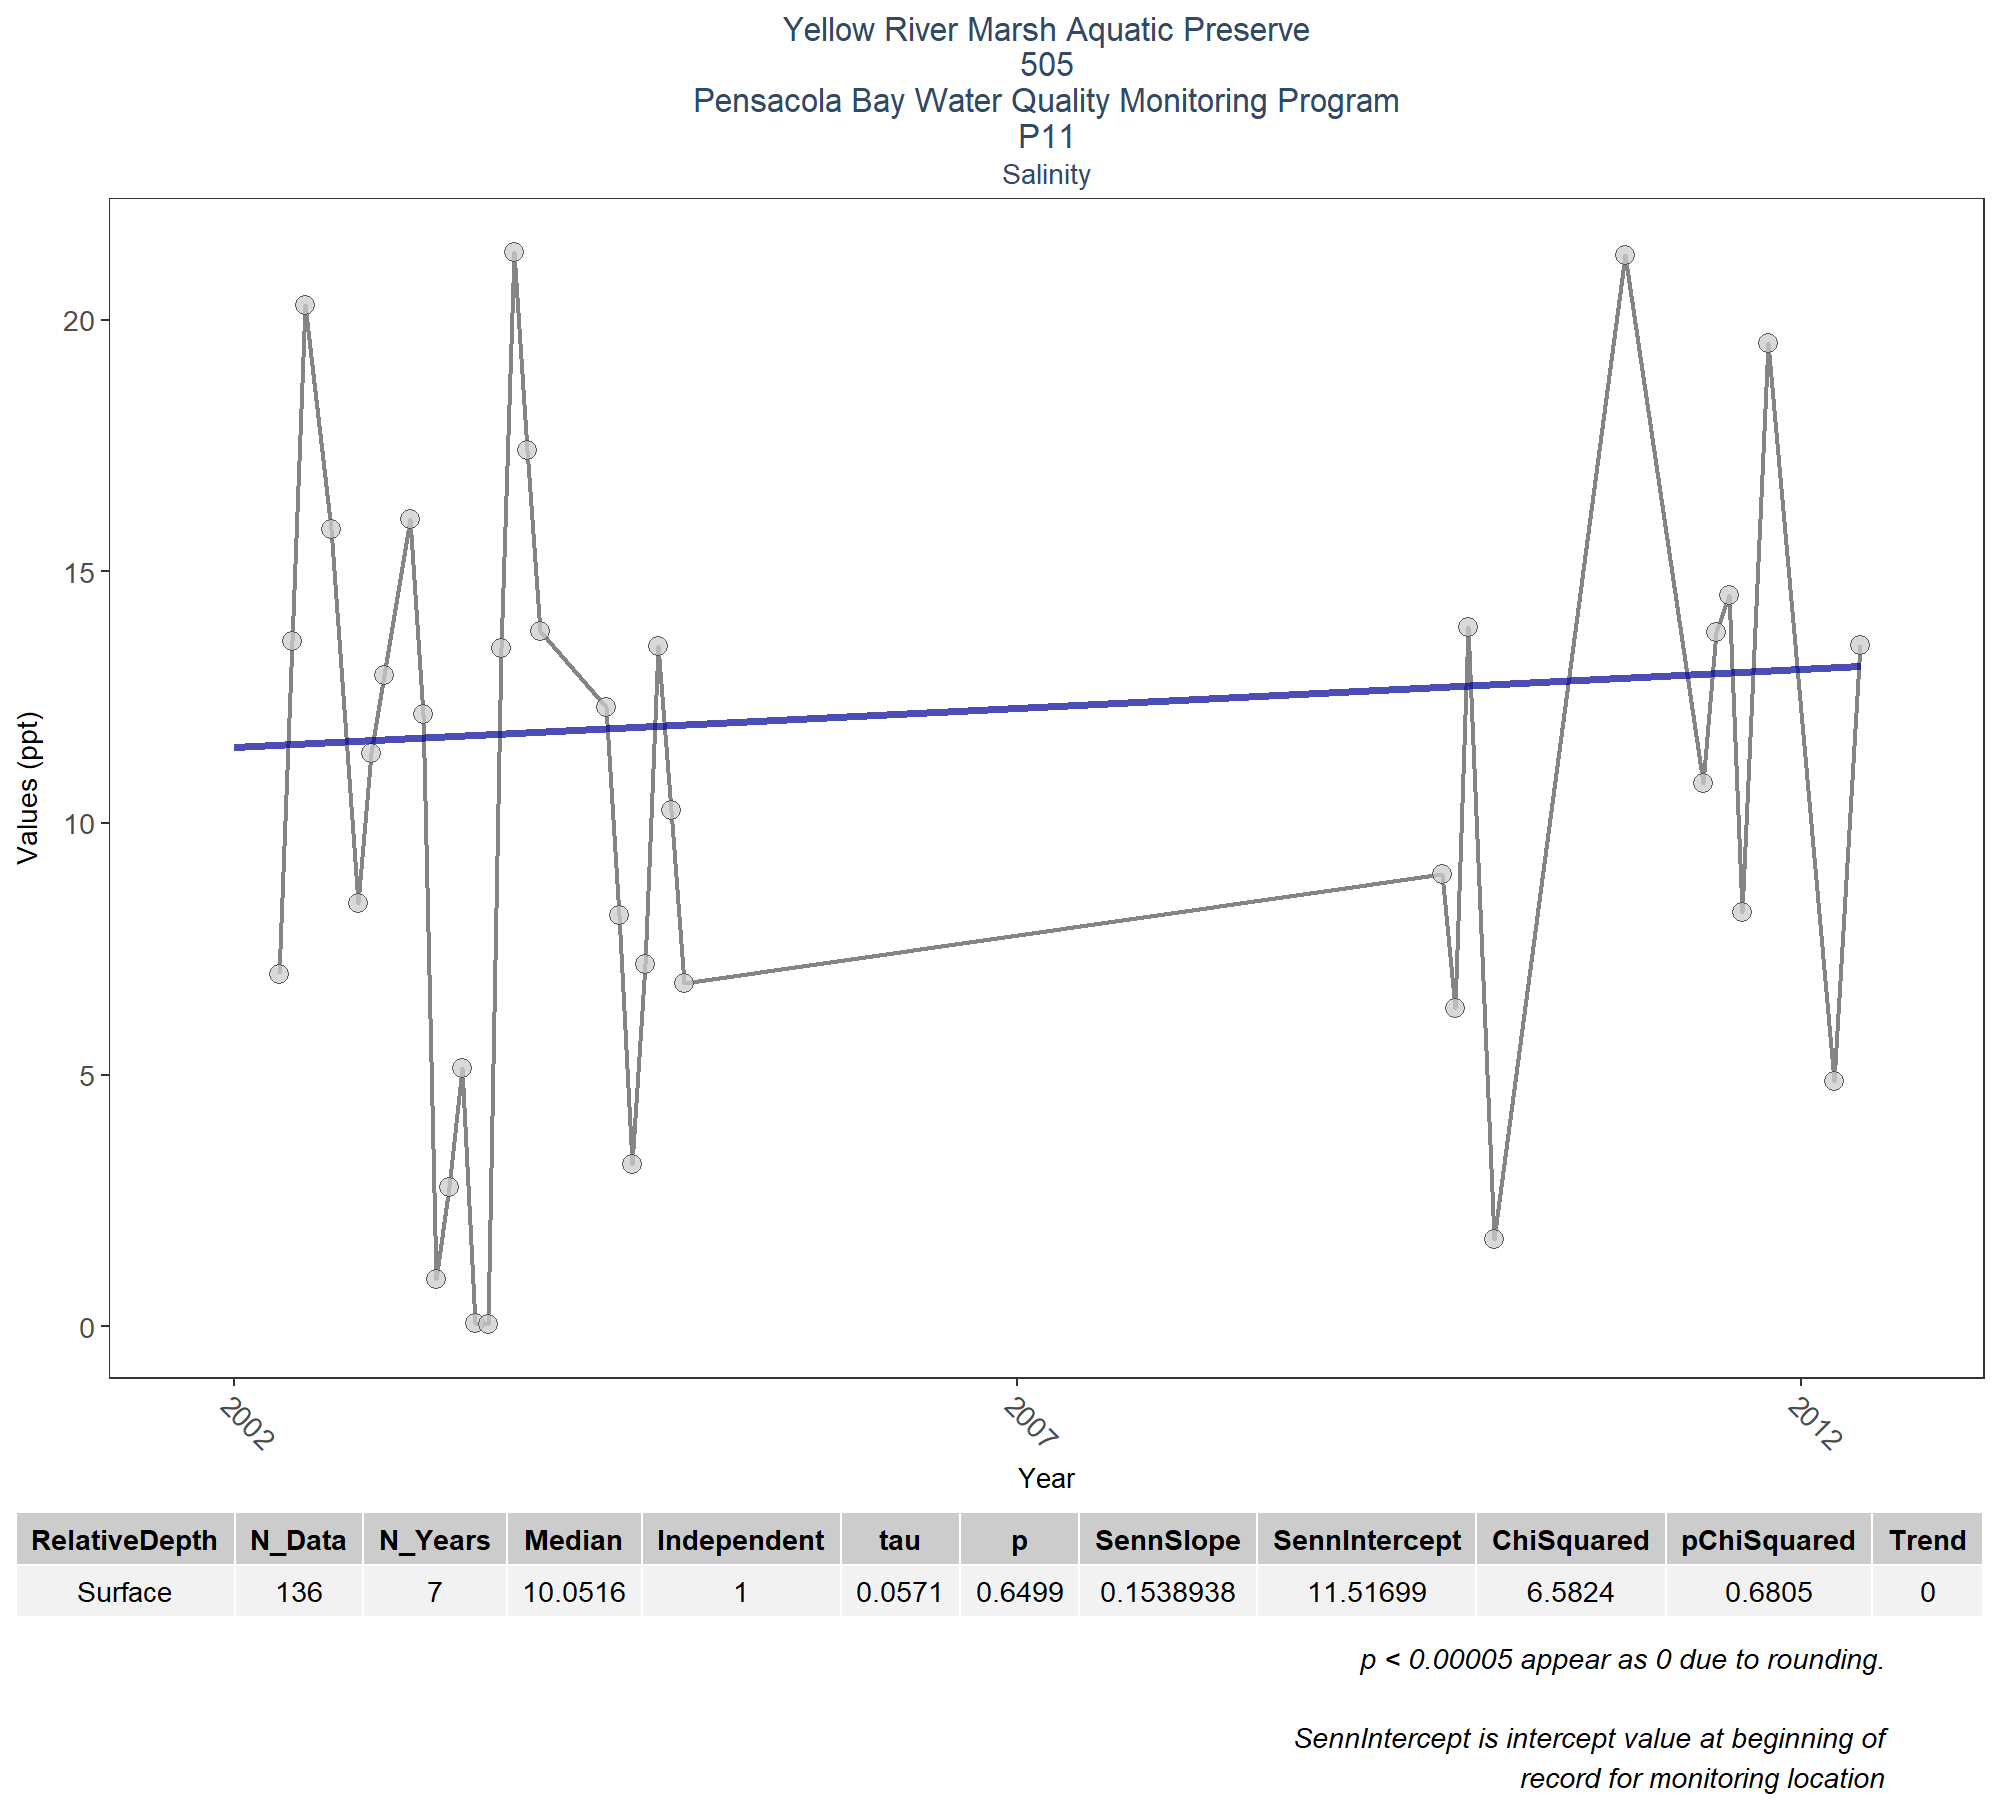 Yellow River Marsh Aquatic Preserve
505
Pensacola Bay Water Quality Monitoring Program
P11
Salinity
Values (ppt)
20
15
10
5
0
2002 2007 2012
Year
RelativeDepth N_Data N_Years Median Independent tau p SennSlope SennIntercept ChiSquared pChiSquared Trend
Surface 136 7 10.0516 1 0.0571 0.6499 0.1538938 11.51699 6.5824 0.6805 0
p < 0.00005 appear as 0 due to rounding.
SennIntercept is intercept value at beginning of
record for monitoring location